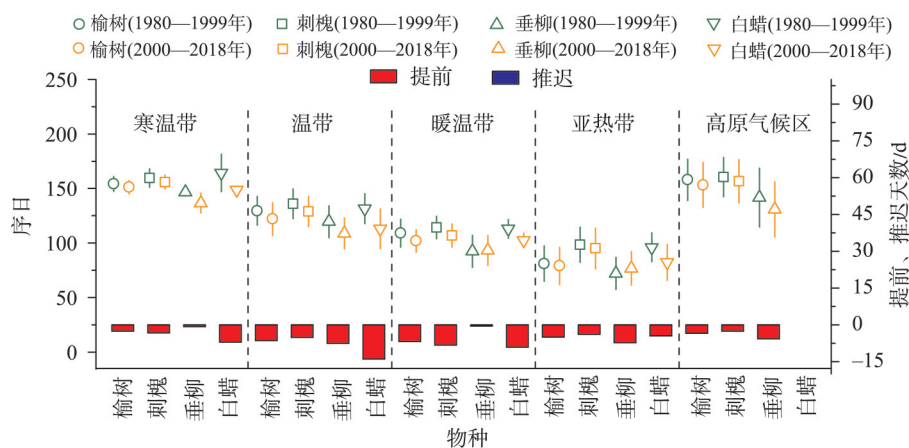 榆树(1980—1999年) 刺槐(1980—1999年) 垂柳(1980—1999年) 白蜡(1980—1999年)
榆树(2000—2018年) 刺槐(2000—2018年) 垂柳(2000—2018年) 白蜡(2000—2018年)
提前 推迟
250
200
150
100
50
0
序日
寒温带 温带 暖温带 亚热带 高原气候区
90
75
60
45
30
15
0
−15
提前、推迟天数/d
榆树 刺槐 垂柳 白蜡 榆树 刺槐 垂柳 白蜡 榆树 刺槐 垂柳 白蜡 榆树 刺槐 垂柳 白蜡 榆树 刺槐 垂柳 白蜡
物种